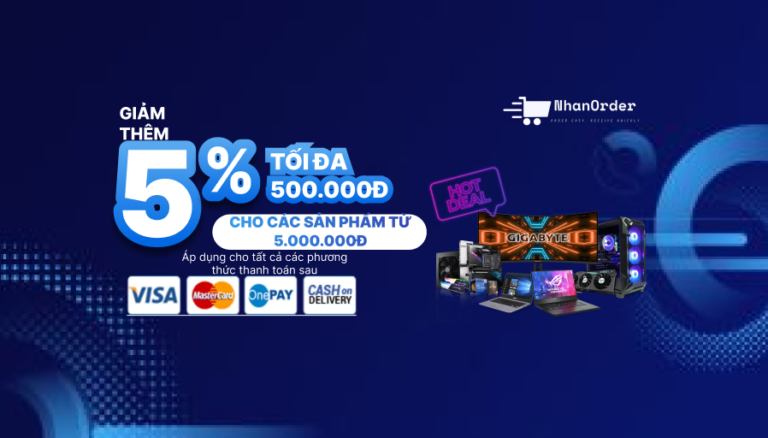 GIẢM
THÊM
5%
TỐI ĐA
500.000Đ
CHO CÁC SẢN PHẨM TỪ
5.000.000Đ
Áp dụng cho tất cả các phương
thức thanh toán sau
VISA
MasterCard
OnePAY
CASH on
DELIVERY
NhanOrder
HOT
DEAL
GIGABYTE